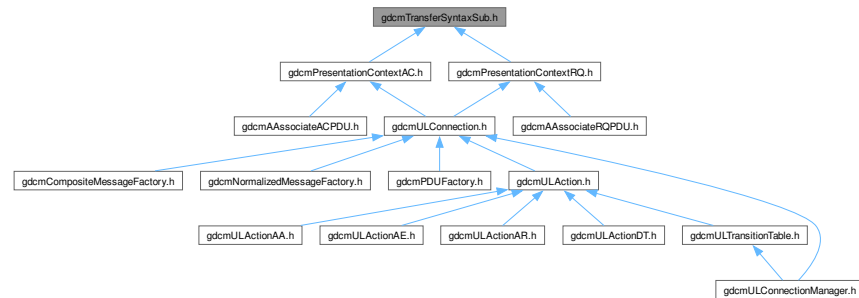 gdcmTransferSyntaxSub.h
gdcmPresentationContextAC.h
gdcmPresentationContextRQ.h
gdcmAAssociateACPDU.h
gdcmULConnection.h
gdcmAAssociateRQPDU.h
gdcmCompositeMessageFactory.h
gdcmNormalizedMessageFactory.h
gdcmPDUFactory.h
gdcmULAction.h
gdcmULActionAA.h
gdcmULActionAE.h
gdcmULActionAR.h
gdcmULActionDT.h
gdcmULTransitionTable.h
gdcmULConnectionManager.h